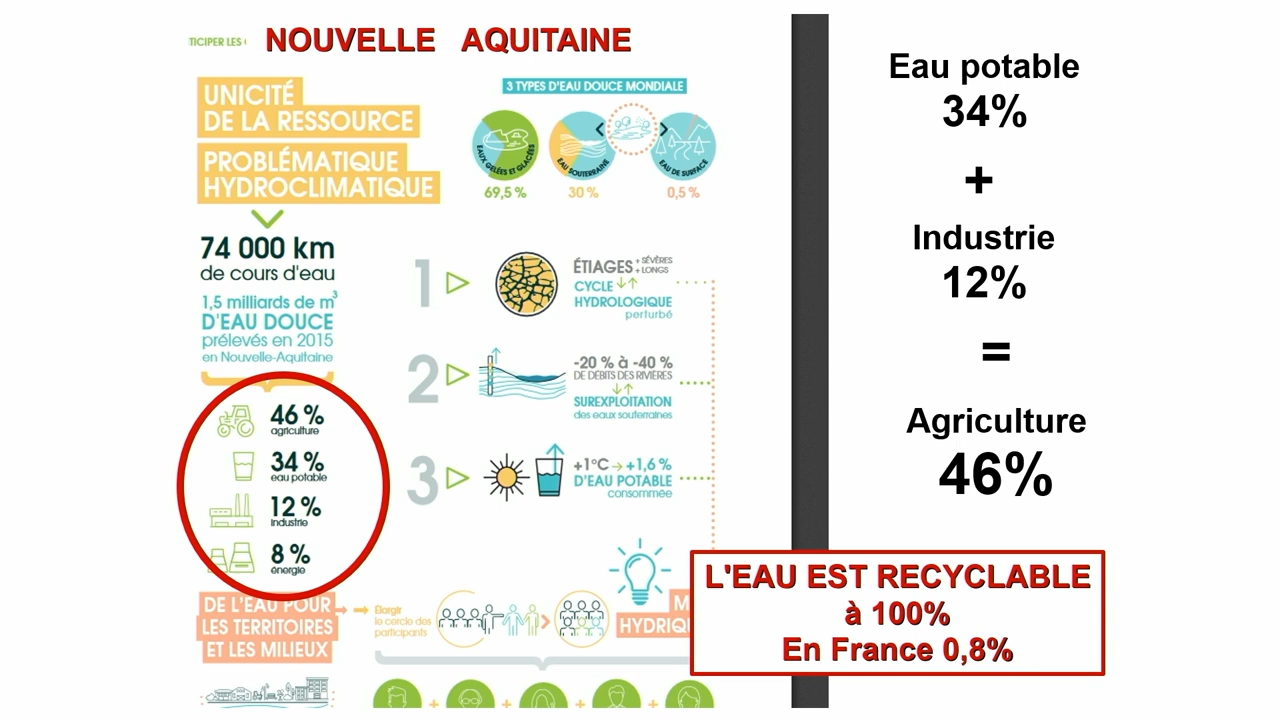 TICIPER LES
NOUVELLE AQUITAINE
UNICITÉ
DE LA RESSOURCE
PROBLÉMATIQUE
HYDROCLIMATIQUE
74 000 km
de cours d'eau
1,5 milliards de m³
D'EAU DOUCE
prélevés en 2015
en Nouvelle-Aquitaine
46 %
agriculture
34 %
eau potable
12 %
industrie
8 %
énergie
DE L'EAU POUR
LES TERRITOIRES
ET LES MILIEUX
3 TYPES D'EAU DOUCE MONDIALE
EAUX GELÉES ET GLACÉES
EAU SOUTERRAINE
EAU DE SURFACE
69,5 %
30 %
0,5 %
1
ÉTIAGES + SÉVÈRES
+ LONGS
CYCLE
HYDROLOGIQUE
perturbé
2
-20 % à -40 %
DE DÉBITS DES RIVIÈRES
SUREXPLOITATION
des eaux souterraines
3
+1°C → +1,6 %
D'EAU POTABLE
consommée
Élargir
le cercle des
participants
M
HYDRIQ
+ + + +
Eau potable
34%
+
Industrie
12%
=
Agriculture
46%
L'EAU EST RECYCLABLE
à 100%
En France 0,8%